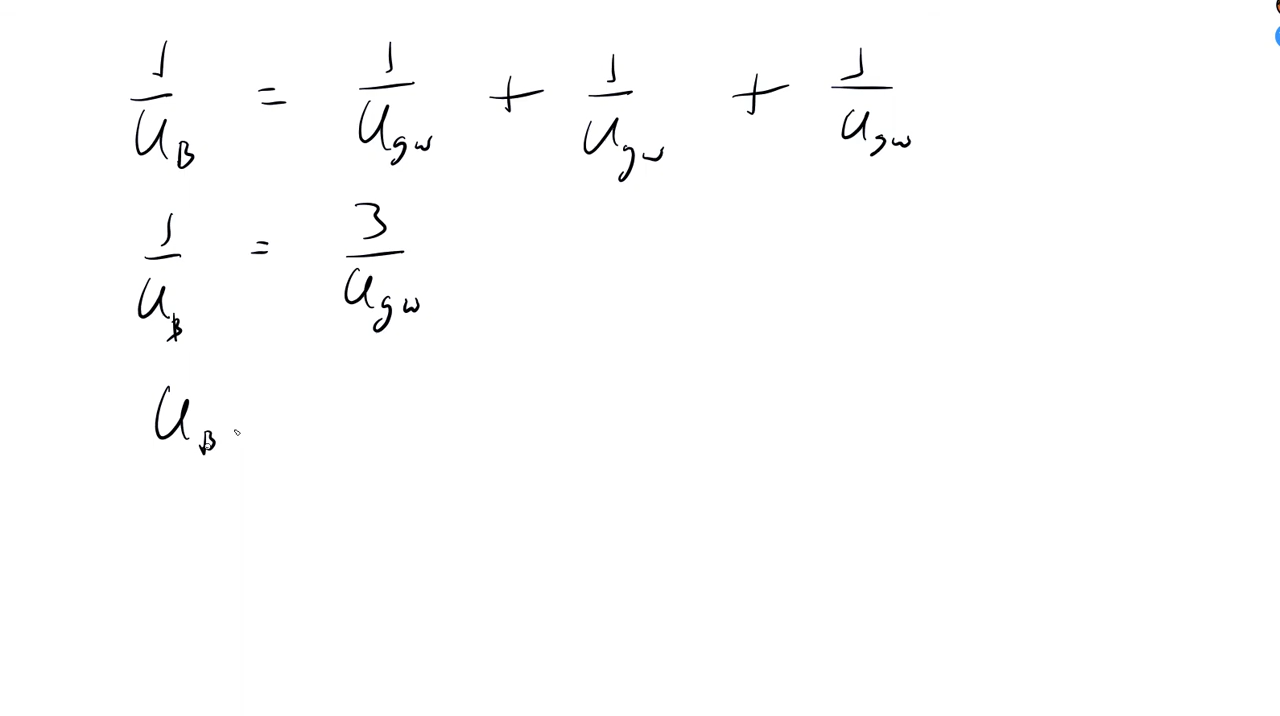 1/U_B = 1/U_gw + 1/U_gw + 1/U_gw
1/U_B = 3/U_gw
U_B